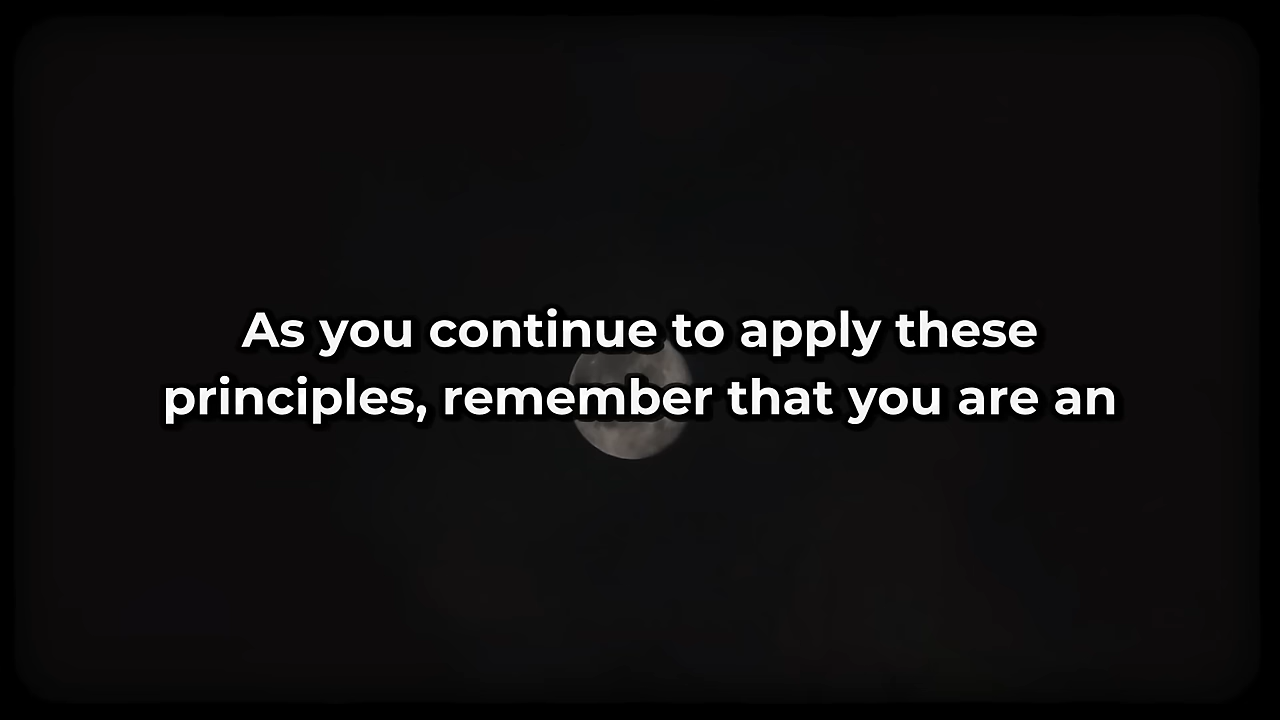 As you continue to apply these
principles, remember that you are an